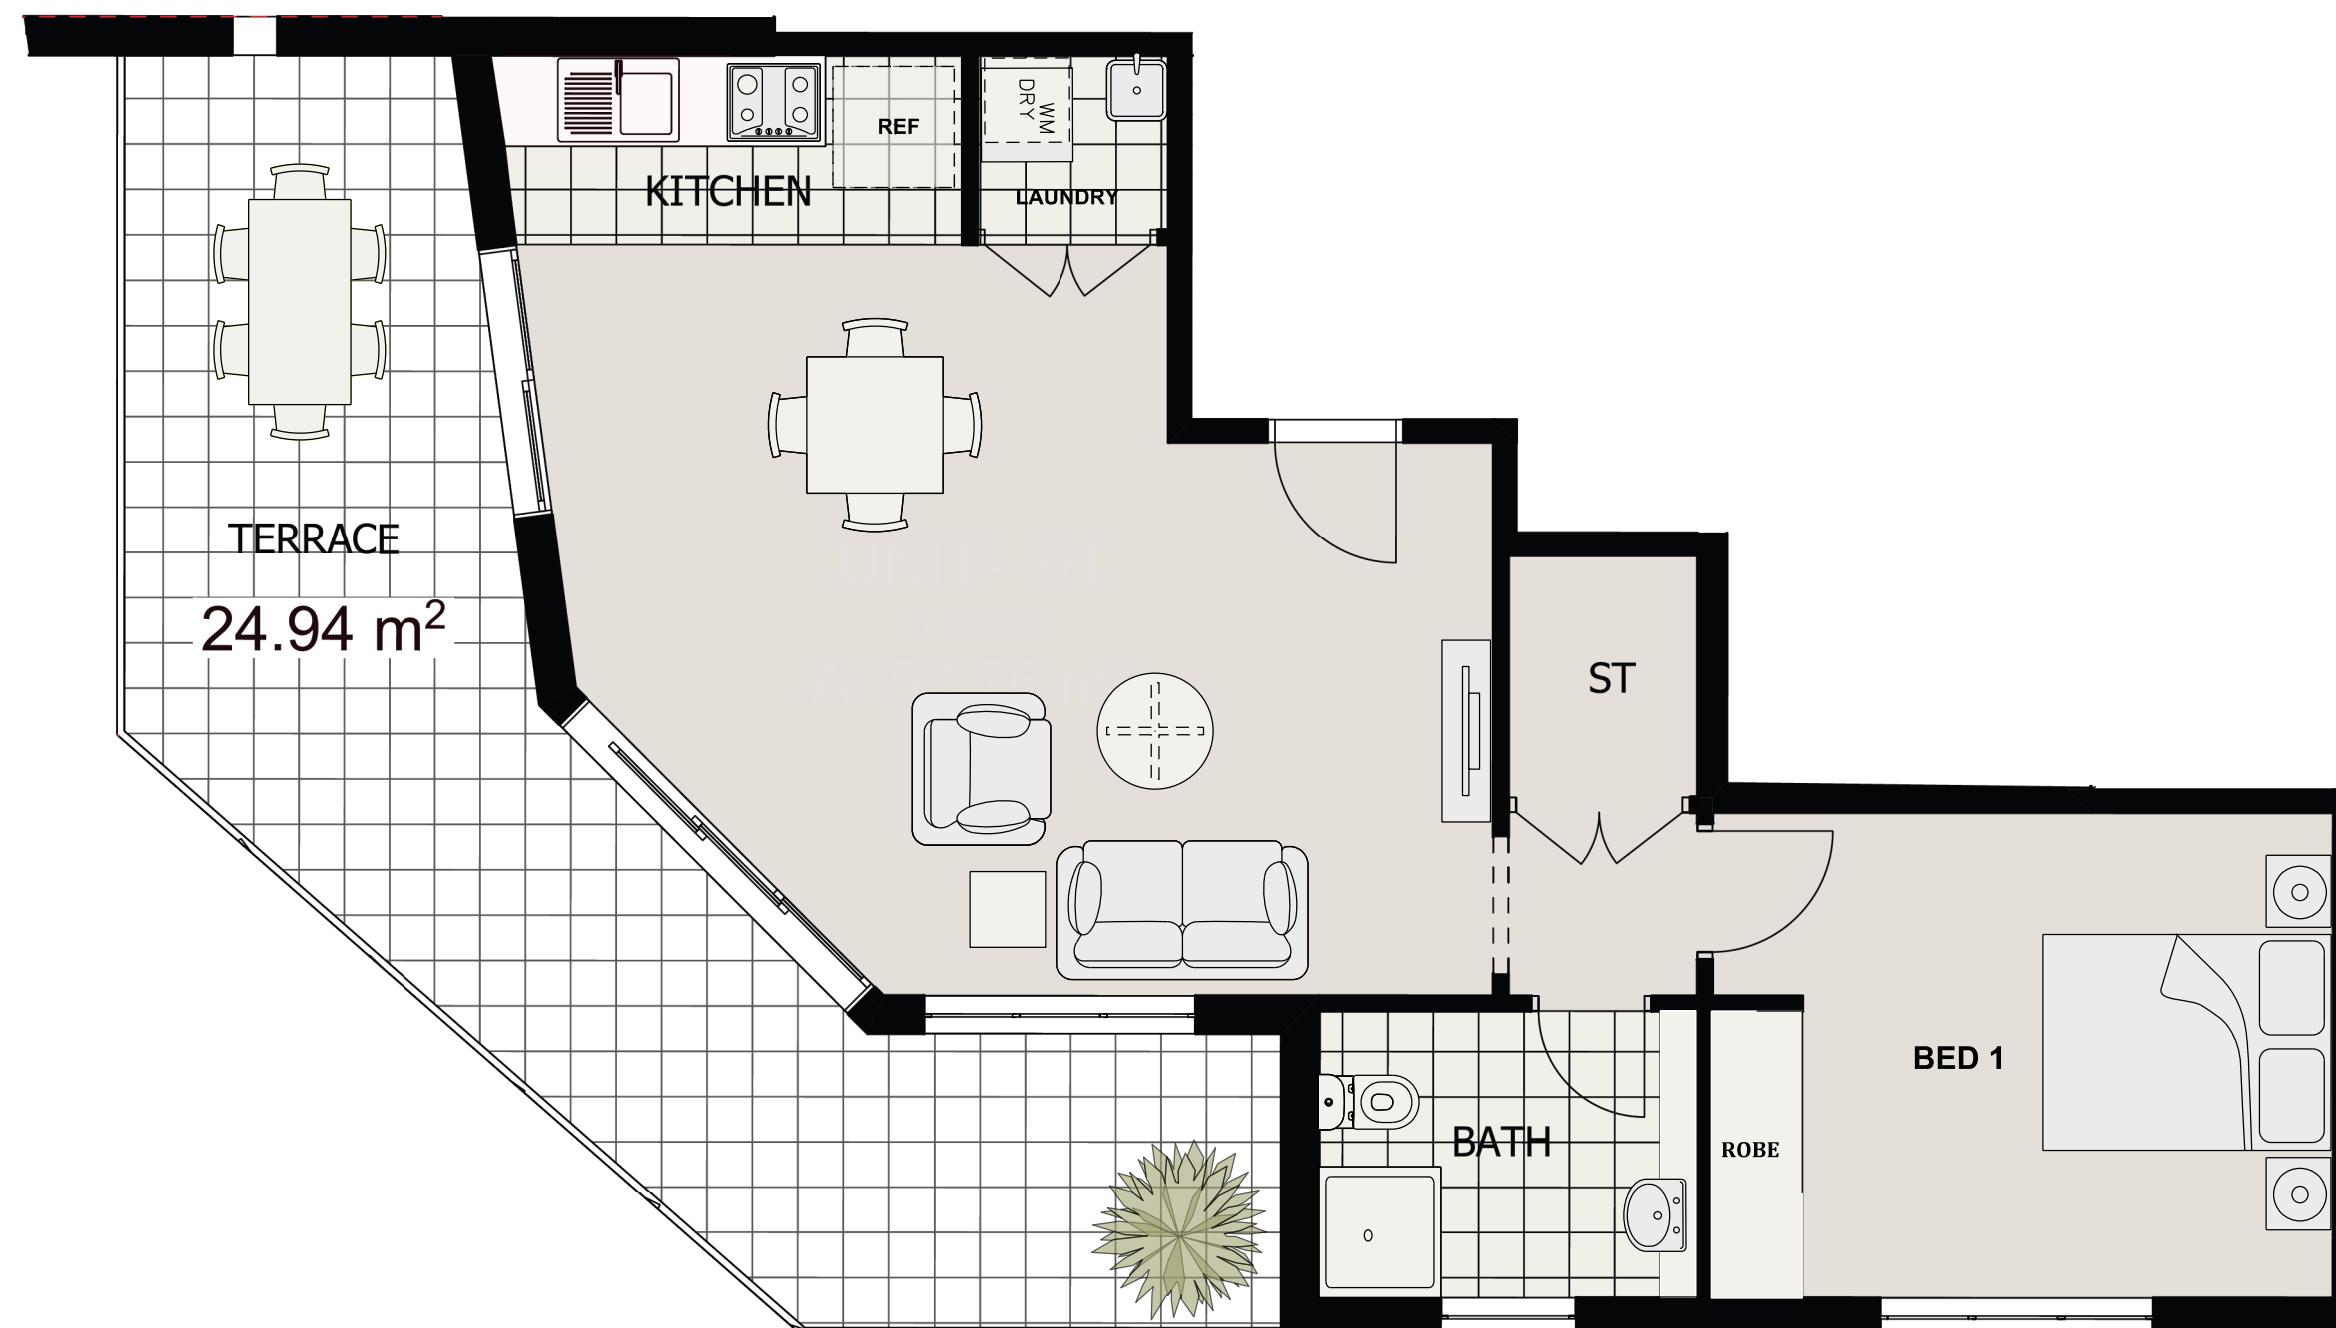 REF
WM
DRY
KITCHEN
LAUNDRY
TERRACE
24.94 m²
ST
BED 1
BATH
ROBE